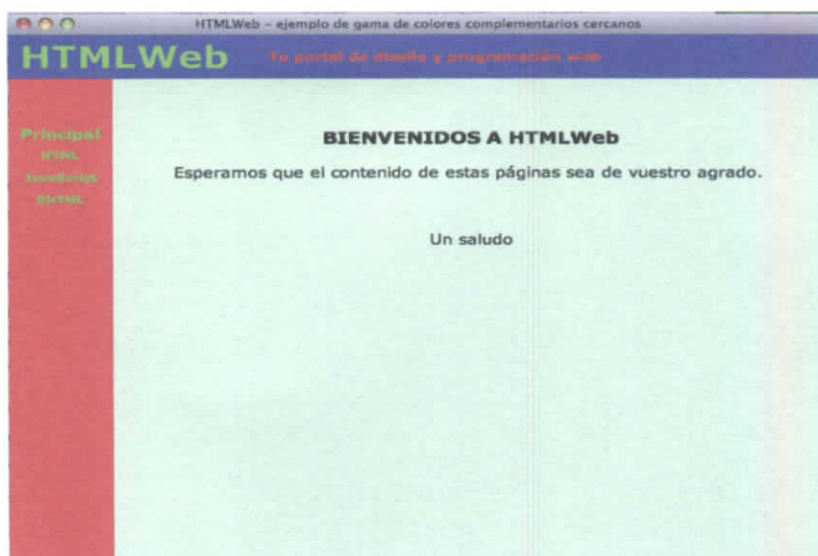 HTMLWeb – ejemplo de gama de colores complementarios cercanos
HTMLWeb
Tu portal de diseño y programación web
Principal
HTML
JavaScript
DHTML
BIENVENIDOS A HTMLWeb
Esperamos que el contenido de estas páginas sea de vuestro agrado.
Un saludo